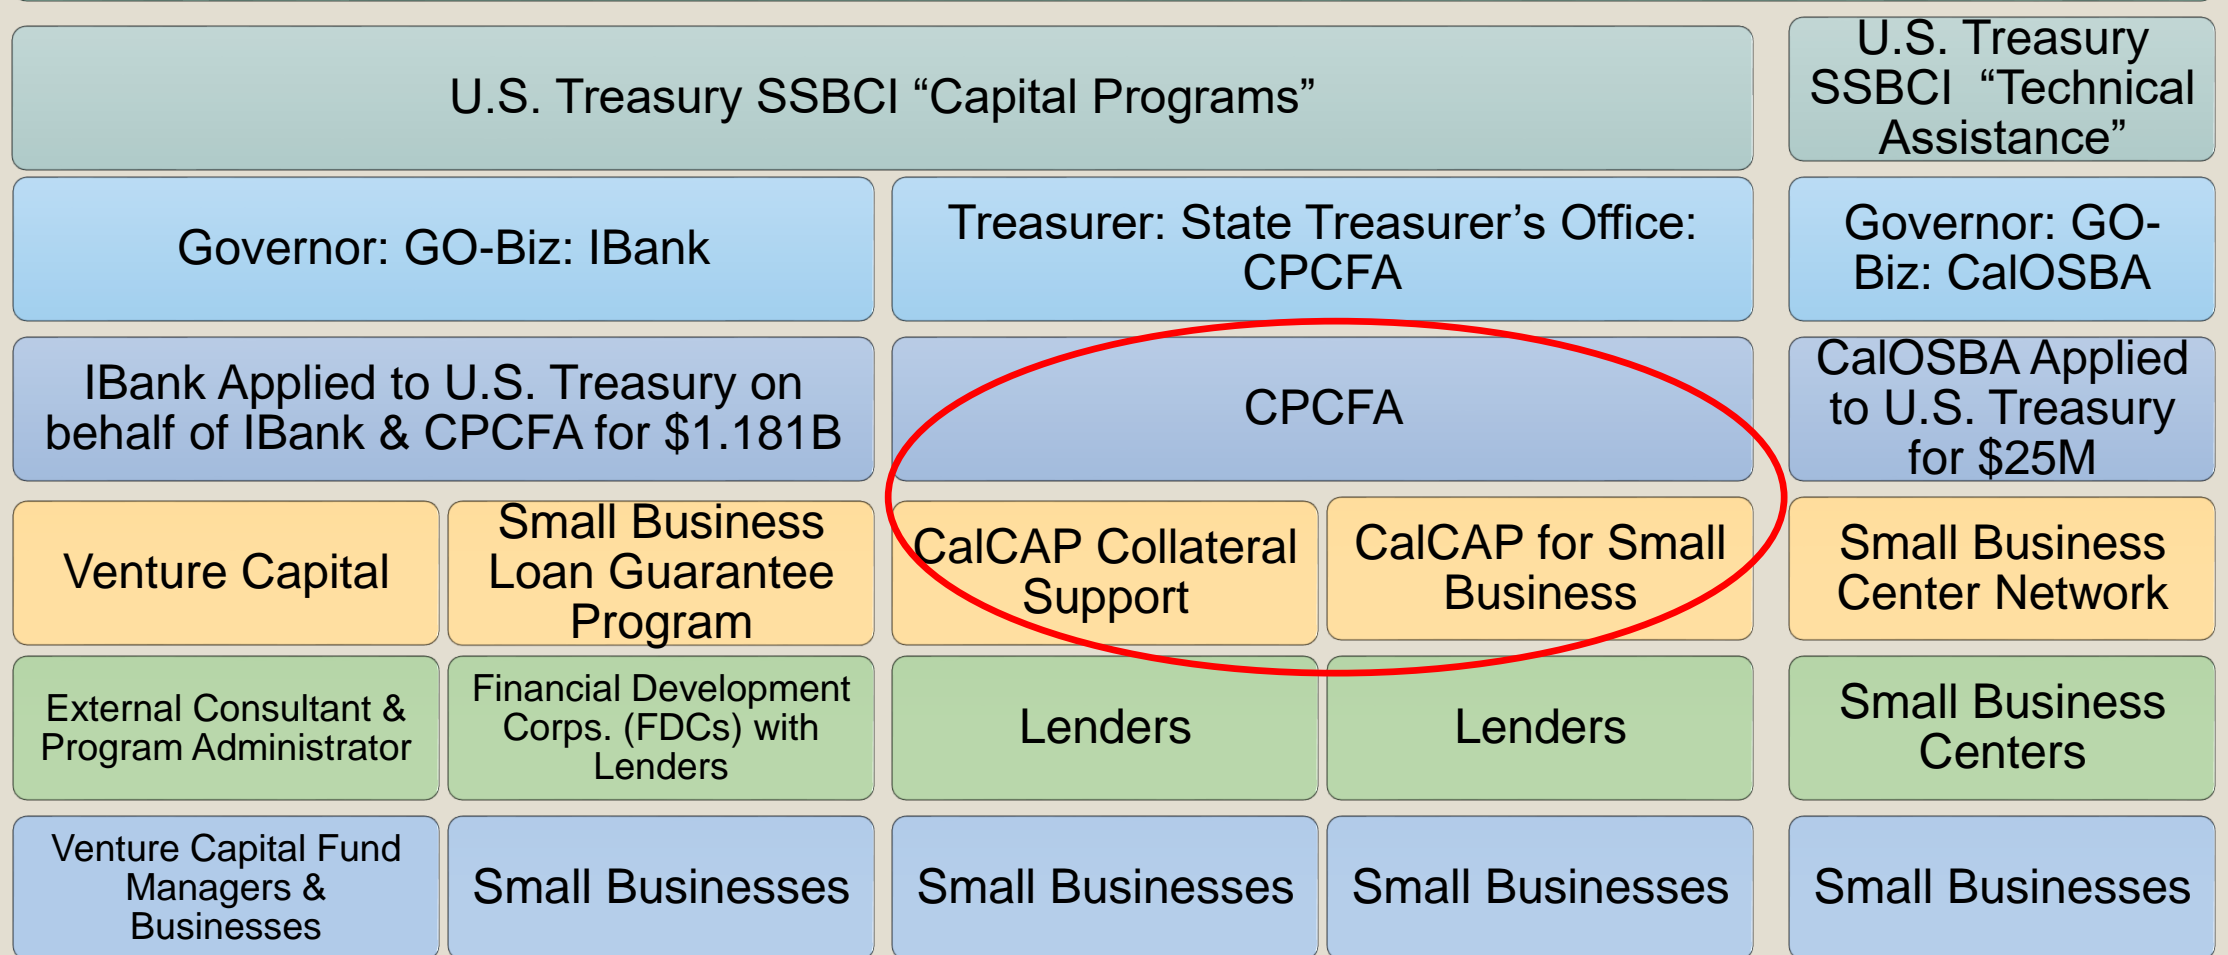 U.S. Treasury SSBCI “Capital Programs”
U.S. Treasury
SSBCI “Technical
Assistance”
Governor: GO-Biz: IBank
Treasurer: State Treasurer’s Office:
CPCFA
Governor: GO-
Biz: CalOSBA
IBank Applied to U.S. Treasury on
behalf of IBank & CPCFA for $1.181B
CPCFA
CalOSBA Applied
to U.S. Treasury
for $25M
Venture Capital
Small Business
Loan Guarantee
Program
CalCAP Collateral
Support
CalCAP for Small
Business
Small Business
Center Network
External Consultant &
Program Administrator
Financial Development
Corps. (FDCs) with
Lenders
Lenders
Lenders
Small Business
Centers
Venture Capital Fund
Managers &
Businesses
Small Businesses
Small Businesses
Small Businesses
Small Businesses